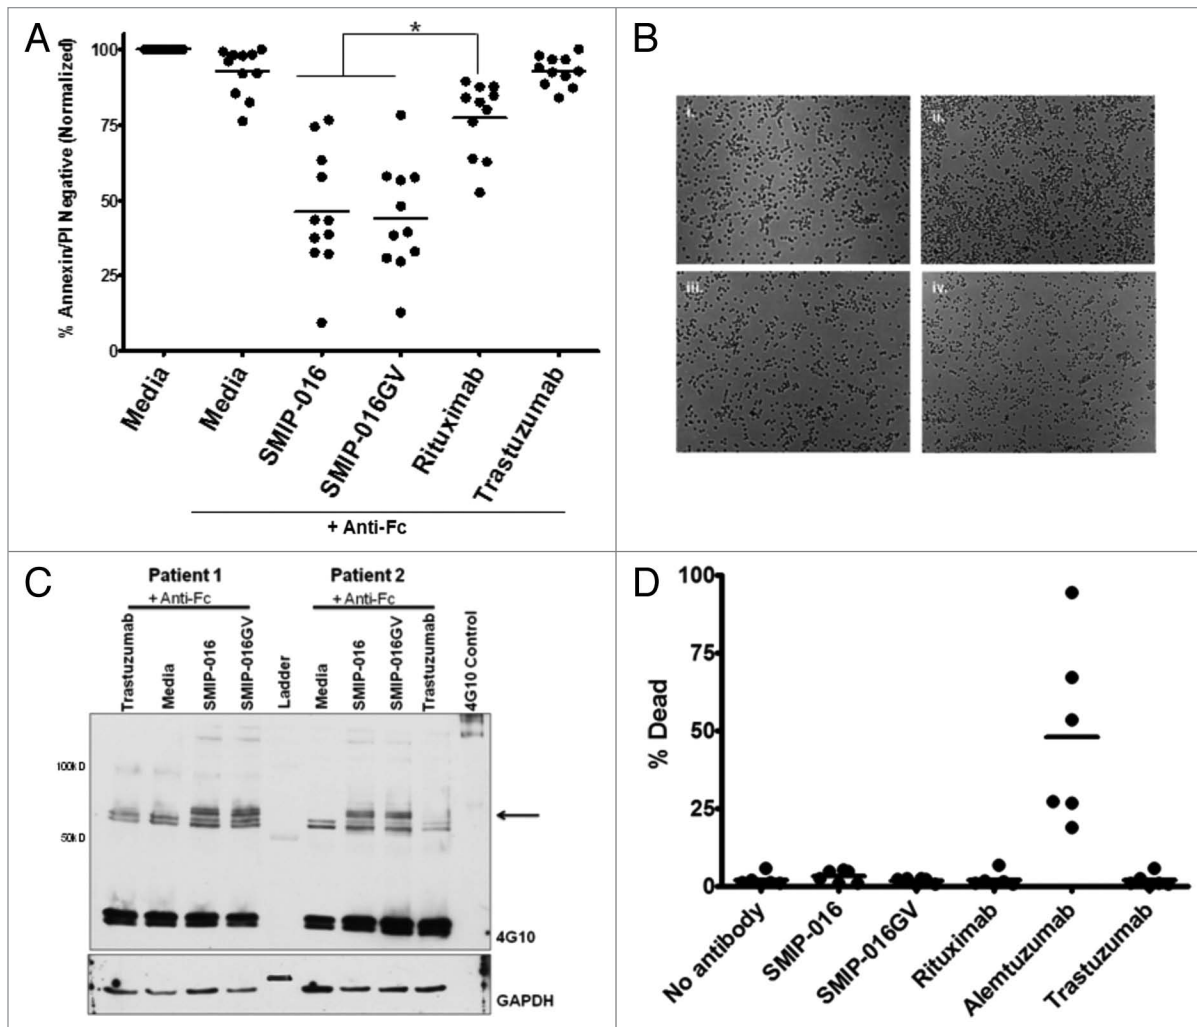 A
% Annexin/PI Negative (Normalized)
100
75
50
25
0
*
Media
Media
SMIP-016
SMIP-016GV
Rituximab
Trastuzumab
+ Anti-Fc
B
i.
ii.
iii.
iv.
C
Patient 1
+ Anti-Fc
Patient 2
+ Anti-Fc
Trastuzumab
Media
SMIP-016
SMIP-016GV
Ladder
Media
SMIP-016
SMIP-016GV
Trastuzumab
4G10 Control
100kD
50kD
4G10
GAPDH
D
% Dead
100
75
50
25
0
No antibody
SMIP-016
SMIP-016GV
Rituximab
Alemtuzumab
Trastuzumab